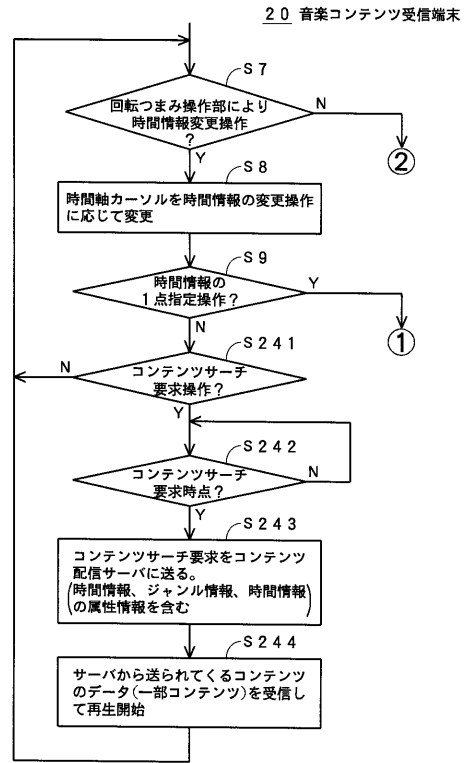 20 音楽コンテンツ受信端末
S7
回転つまみ操作部により
時間情報変更操作
?
N
②
Y
S8
時間軸カーソルを時間情報の変更操作
に応じて変更
S9
時間情報の
1点指定操作?
Y
①
N
S241
コンテンツサーチ
要求操作?
N
Y
S242
コンテンツサーチ
要求時点?
N
Y
S243
コンテンツサーチ要求をコンテンツ
配信サーバに送る。
(時間情報、ジャンル情報、時間情報
の属性情報を含む)
S244
サーバから送られてくるコンテンツ
のデータ(一部コンテンツ)を受信し
て再生開始